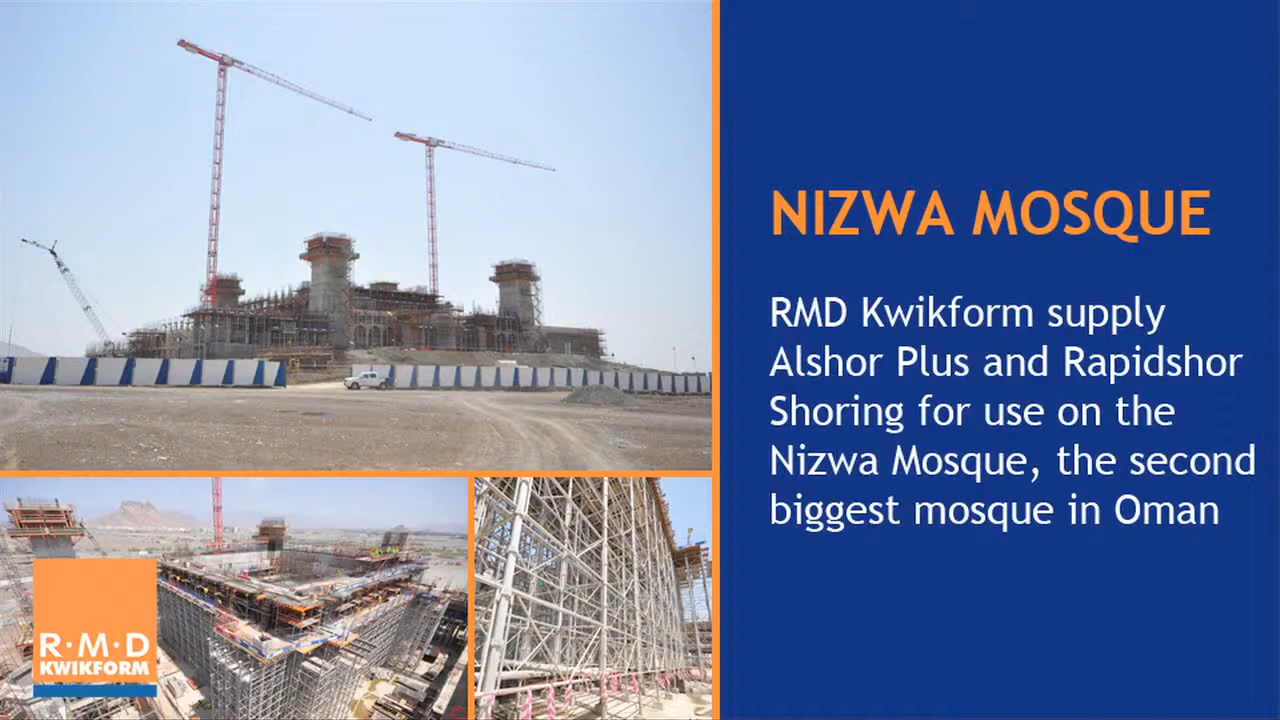 NIZWA MOSQUE
RMD Kwikform supply
Alshor Plus and Rapidshor
Shoring for use on the
Nizwa Mosque, the second
biggest mosque in Oman
R·M·D
KWIKFORM